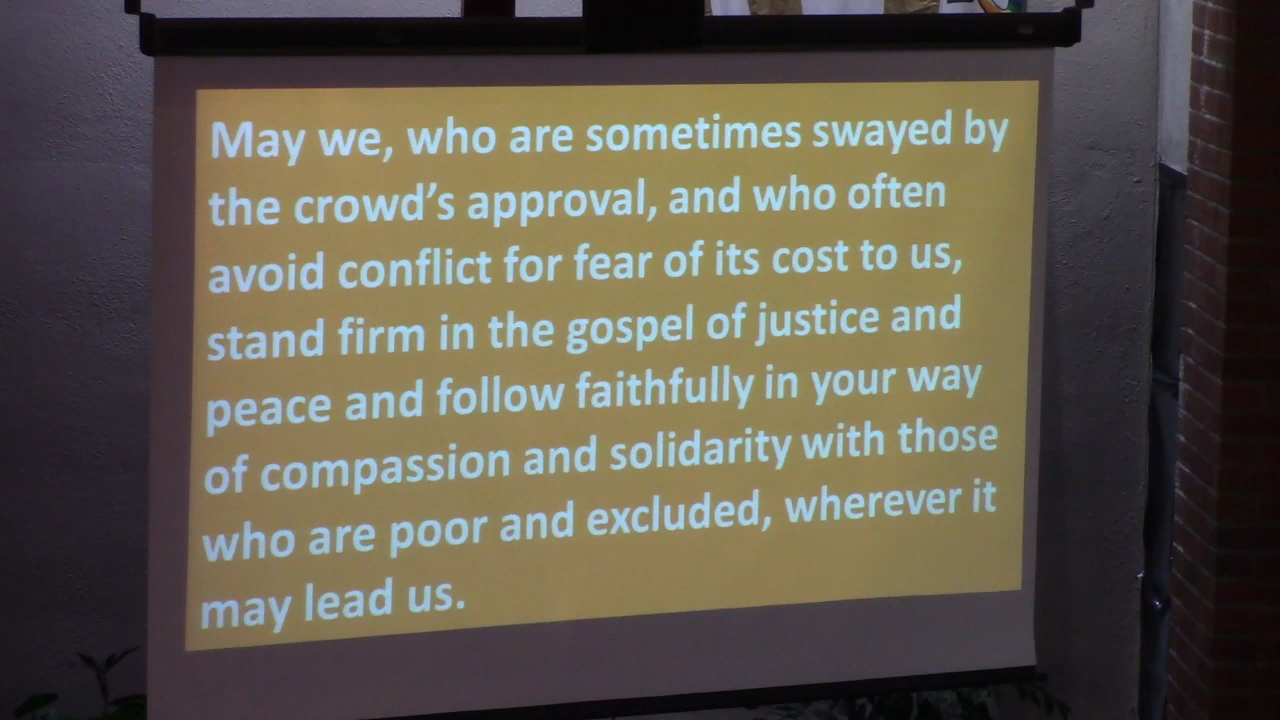 May we, who are sometimes swayed by
the crowd’s approval, and who often
avoid conflict for fear of its cost to us,
stand firm in the gospel of justice and
peace and follow faithfully in your way
of compassion and solidarity with those
who are poor and excluded, wherever it
may lead us.